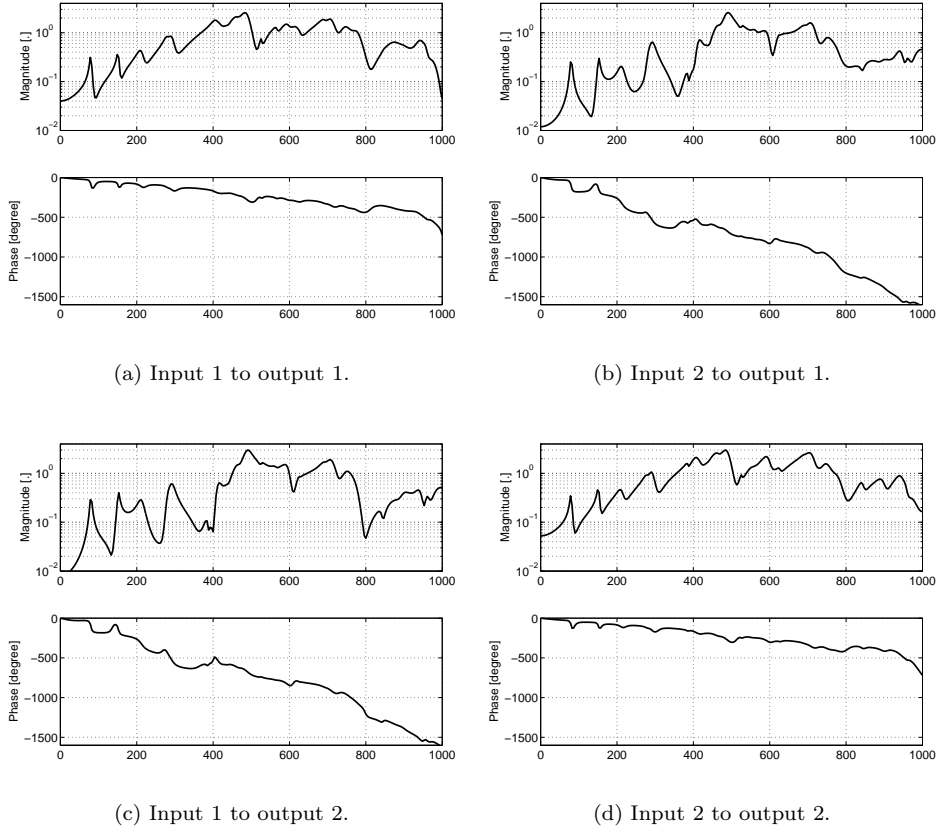 10^0
10^-1
10^-2
Magnitude [.]
0 200 400 600 800 1000
0
−500
−1000
−1500
Phase [degree]
0 200 400 600 800 1000
(a) Input 1 to output 1.
10^0
10^-1
10^-2
Magnitude [.]
0 200 400 600 800 1000
0
−500
−1000
−1500
Phase [degree]
0 200 400 600 800 1000
(b) Input 2 to output 1.
10^0
10^-1
10^-2
Magnitude [.]
0 200 400 600 800 1000
0
−500
−1000
−1500
Phase [degree]
0 200 400 600 800 1000
(c) Input 1 to output 2.
10^0
10^-1
10^-2
Magnitude [.]
0 200 400 600 800 1000
0
−500
−1000
−1500
Phase [degree]
0 200 400 600 800 1000
(d) Input 2 to output 2.